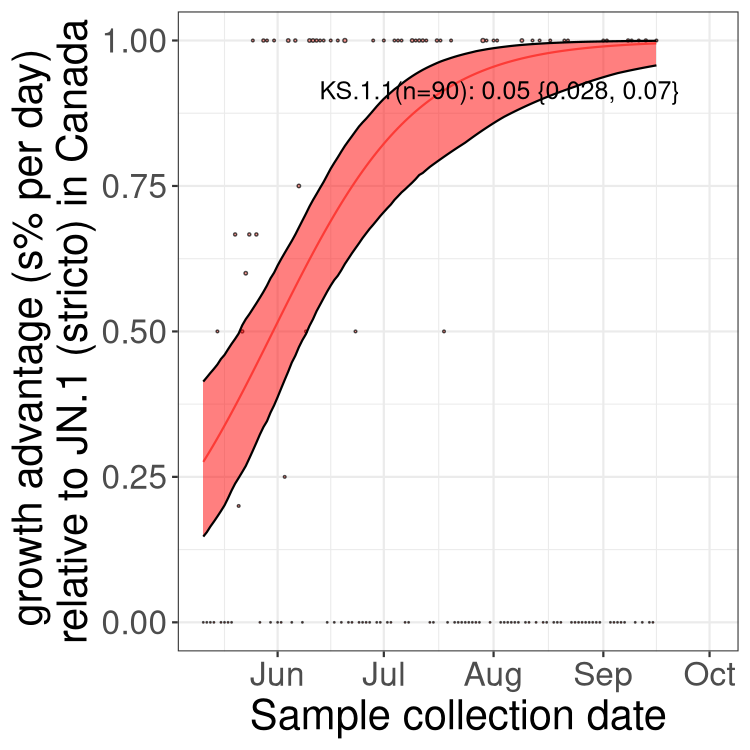 growth advantage (s% per day)
relative to JN.1 (stricto) in Canada
1.00
0.75
0.50
0.25
0.00
KS.1.1(n=90): 0.05 {0.028, 0.07}
Jun Jul Aug Sep Oct
Sample collection date